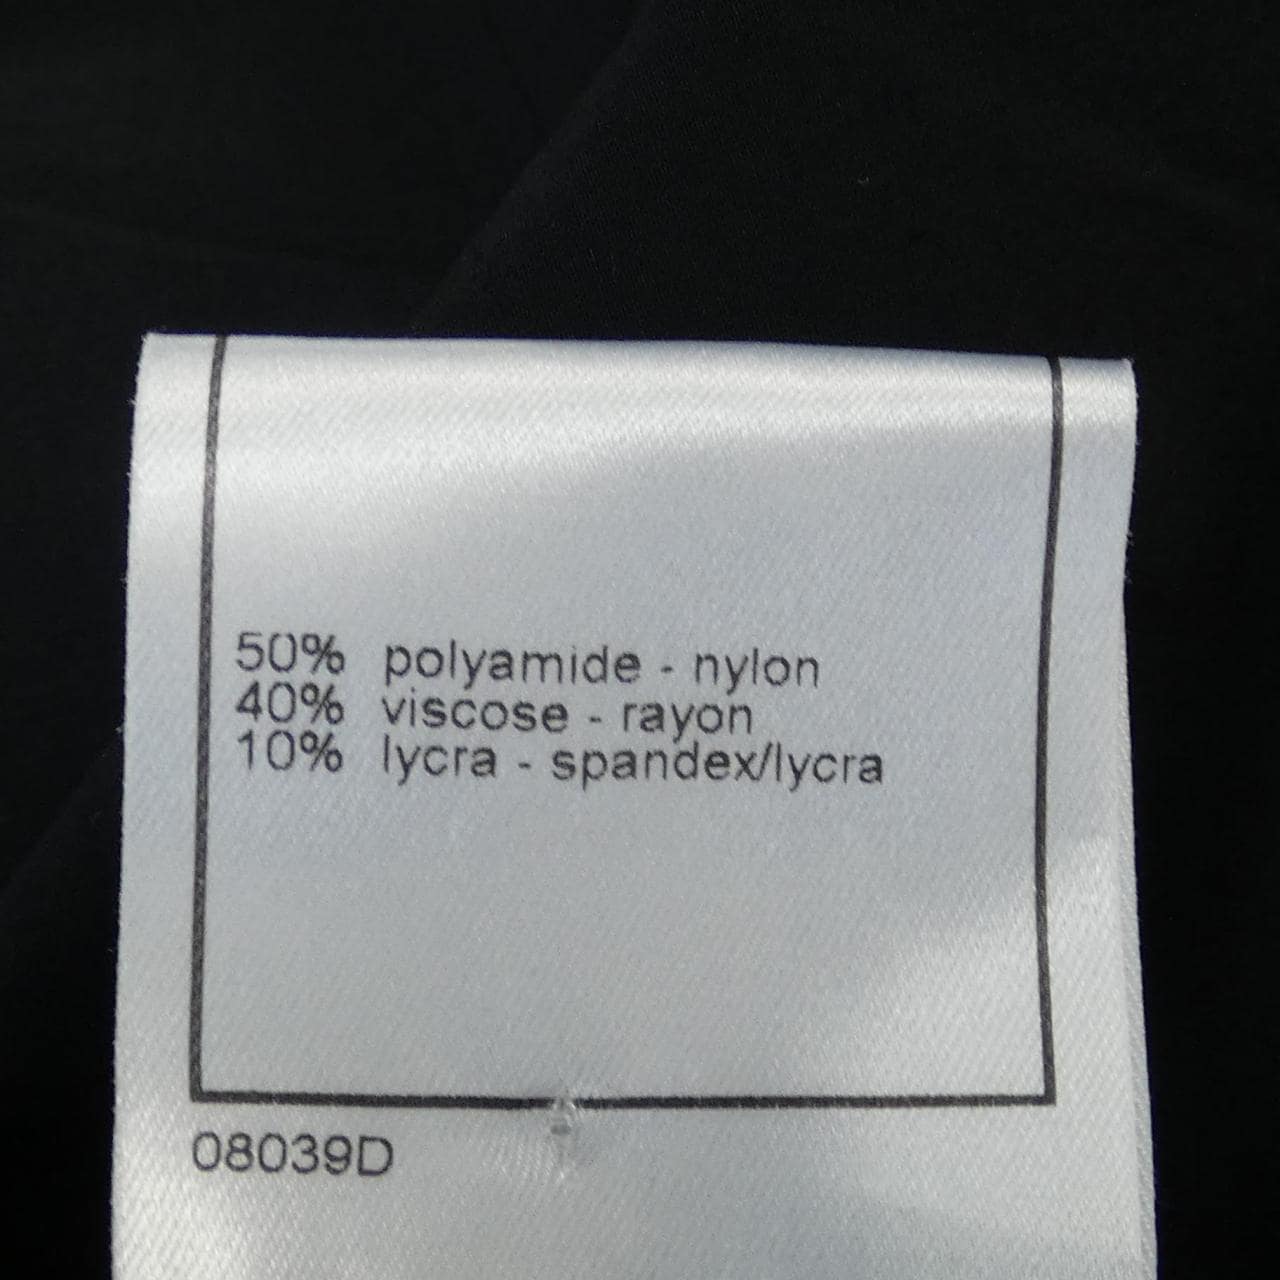 50% polyamide - nylon
40% viscose - rayon
10% lycra - spandex/lycra
08039D